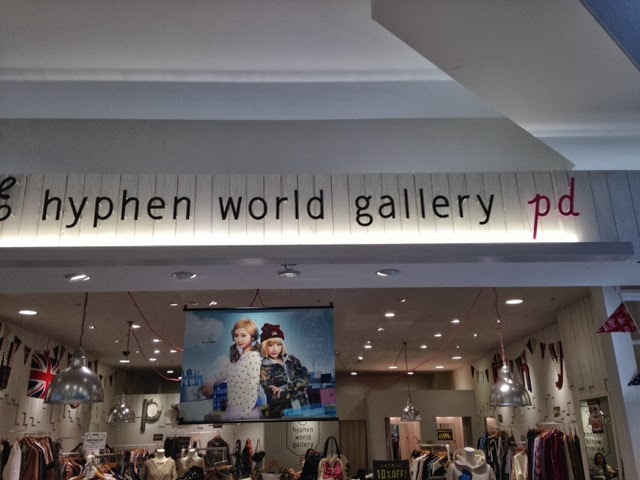 hyphen world gallery pd
p
hyphen
world
gallery
10%OFF!